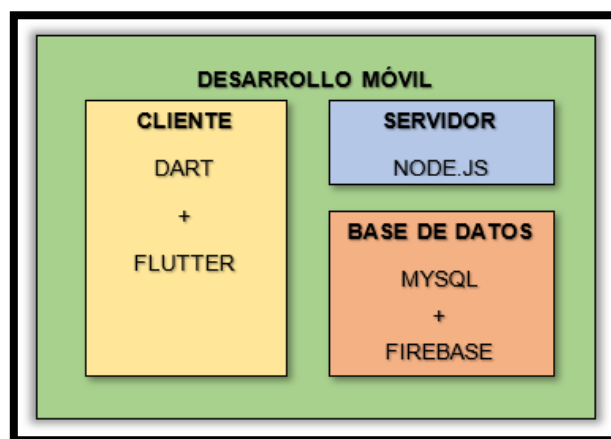 DESARROLLO MÓVIL
CLIENTE
DART
+
FLUTTER
SERVIDOR
NODE.JS
BASE DE DATOS
MYSQL
+
FIREBASE